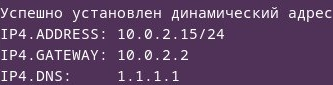 Успешно установлен динамический адрес
IP4.ADDRESS: 10.0.2.15/24
IP4.GATEWAY: 10.0.2.2
IP4.DNS:     1.1.1.1